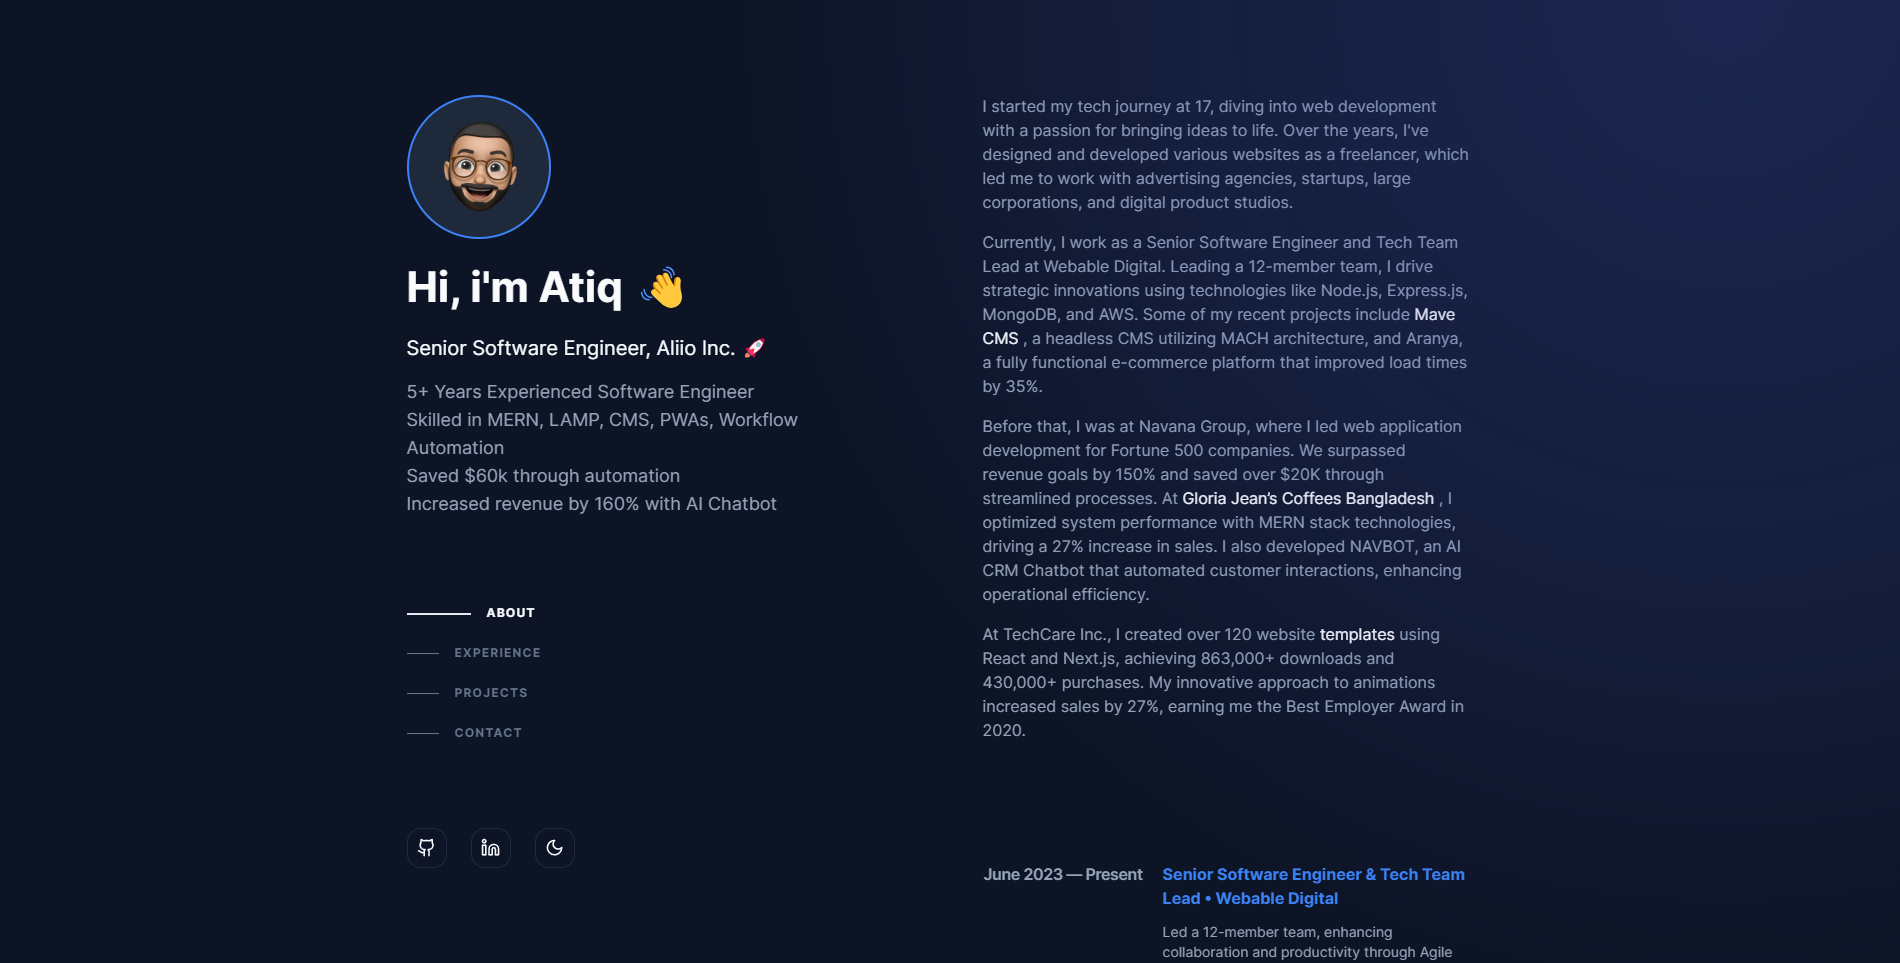 Hi, i'm Atiq 👋
Senior Software Engineer, Aliio Inc. 🚀
5+ Years Experienced Software Engineer
Skilled in MERN, LAMP, CMS, PWAs, Workflow
Automation
Saved $60k through automation
Increased revenue by 160% with AI Chatbot
ABOUT
EXPERIENCE
PROJECTS
CONTACT
I started my tech journey at 17, diving into web development
with a passion for bringing ideas to life. Over the years, I've
designed and developed various websites as a freelancer, which
led me to work with advertising agencies, startups, large
corporations, and digital product studios.
Currently, I work as a Senior Software Engineer and Tech Team
Lead at Webable Digital. Leading a 12-member team, I drive
strategic innovations using technologies like Node.js, Express.js,
MongoDB, and AWS. Some of my recent projects include Mave
CMS , a headless CMS utilizing MACH architecture, and Aranya,
a fully functional e-commerce platform that improved load times
by 35%.
Before that, I was at Navana Group, where I led web application
development for Fortune 500 companies. We surpassed
revenue goals by 150% and saved over $20K through
streamlined processes. At Gloria Jean’s Coffees Bangladesh , I
optimized system performance with MERN stack technologies,
driving a 27% increase in sales. I also developed NAVBOT, an AI
CRM Chatbot that automated customer interactions, enhancing
operational efficiency.
At TechCare Inc., I created over 120 website templates using
React and Next.js, achieving 863,000+ downloads and
430,000+ purchases. My innovative approach to animations
increased sales by 27%, earning me the Best Employer Award in
2020.
June 2023 — Present
Senior Software Engineer & Tech Team
Lead • Webable Digital
Led a 12-member team, enhancing
collaboration and productivity through Agile